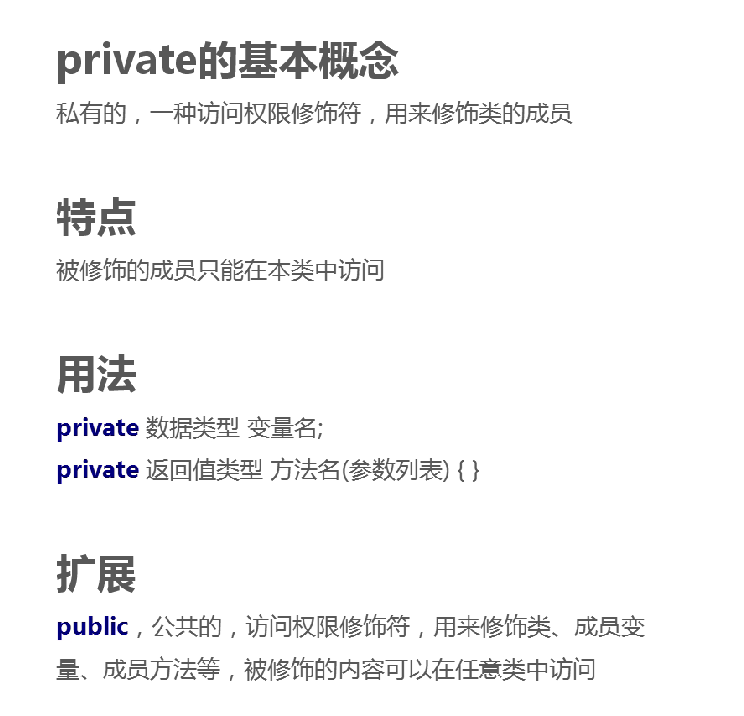 private的基本概念
私有的，一种访问权限修饰符，用来修饰类的成员
特点
被修饰的成员只能在本类中访问
用法
private 数据类型 变量名;
private 返回值类型 方法名(参数列表) { }
扩展
public，公共的，访问权限修饰符，用来修饰类、成员变
量、成员方法等，被修饰的内容可以在任意类中访问